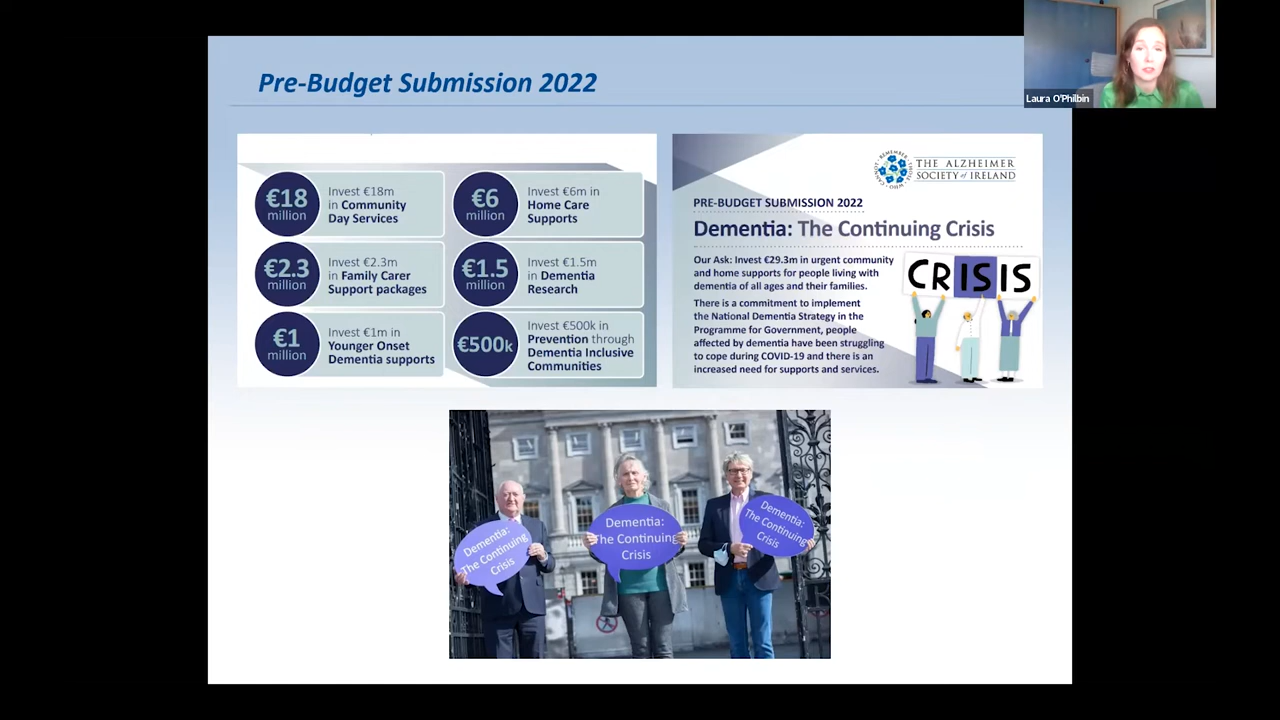 Pre-Budget Submission 2022
Laura O'Philbin
€18
million
Invest €18m
in Community
Day Services
€6
million
Invest €6m in
Home Care
Supports
€2.3
million
Invest €2.3m
in Family Carer
Support packages
€1.5
million
Invest €1.5m
in Dementia
Research
€1
million
Invest €1m in
Younger Onset
Dementia supports
€500k
Invest €500k in
Prevention through
Dementia Inclusive
Communities
REMEMBER THOSE WHO CANNOT
THE ALZHEIMER
SOCIETY of IRELAND
PRE-BUDGET SUBMISSION 2022
Dementia: The Continuing Crisis
Our Ask: Invest €29.3m in urgent community
and home supports for people living with
dementia of all ages and their families.
There is a commitment to implement
the National Dementia Strategy in the
Programme for Government, people
affected by dementia have been struggling
to cope during COVID-19 and there is an
increased need for supports and services.
CRISIS
Dementia:
The Continuing
Crisis
Dementia:
The Continuing
Crisis
Dementia:
The Continuing
Crisis